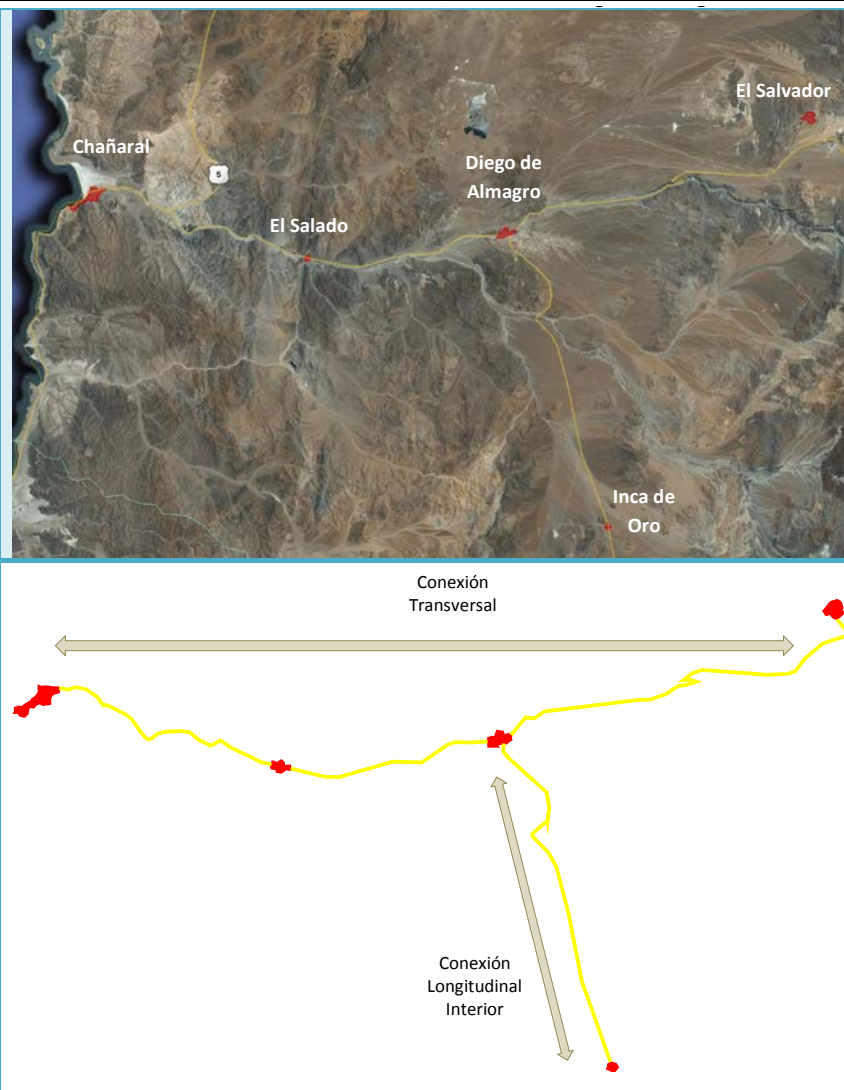 El Salvador
Chañaral
5
Diego de
Almagro
El Salado
Inca de
Oro
Conexión
Transversal
Conexión
Longitudinal
Interior